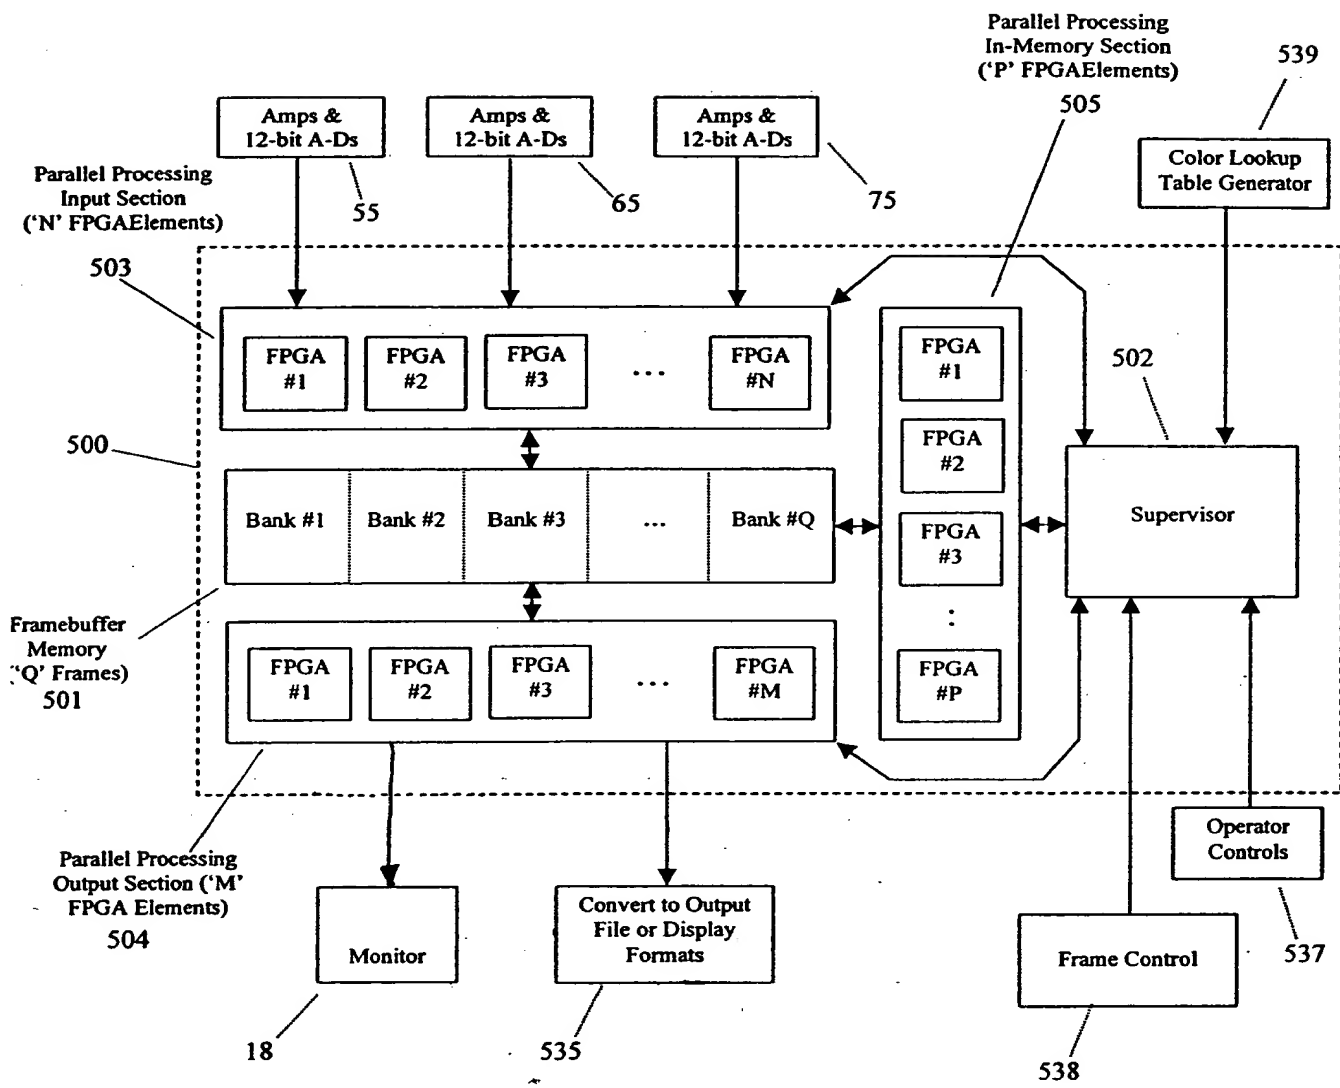 Parallel Processing
In-Memory Section
('P' FPGAElements)
505
539
Amps &
12-bit A-Ds
55
Amps &
12-bit A-Ds
65
Amps &
12-bit A-Ds
75
Color Lookup
Table Generator
Parallel Processing
Input Section
('N' FPGAElements)
503
FPGA
#1
FPGA
#2
FPGA
#3
...
FPGA
#N
FPGA
#1
FPGA
#2
FPGA
#3
:
FPGA
#P
502
Supervisor
500
Bank #1
Bank #2
Bank #3
...
Bank #Q
Framebuffer
Memory
('Q' Frames)
501
FPGA
#1
FPGA
#2
FPGA
#3
...
FPGA
#M
Parallel Processing
Output Section ('M'
FPGA Elements)
504
Monitor
18
Convert to Output
File or Display
Formats
535
Operator
Controls
537
Frame Control
538